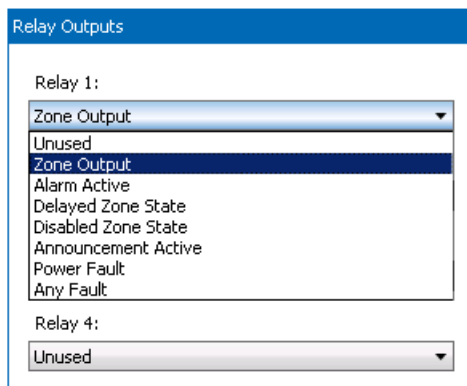 Relay Outputs
Relay 1:
Zone Output
Unused
Zone Output
Alarm Active
Delayed Zone State
Disabled Zone State
Announcement Active
Power Fault
Any Fault
Relay 4:
Unused